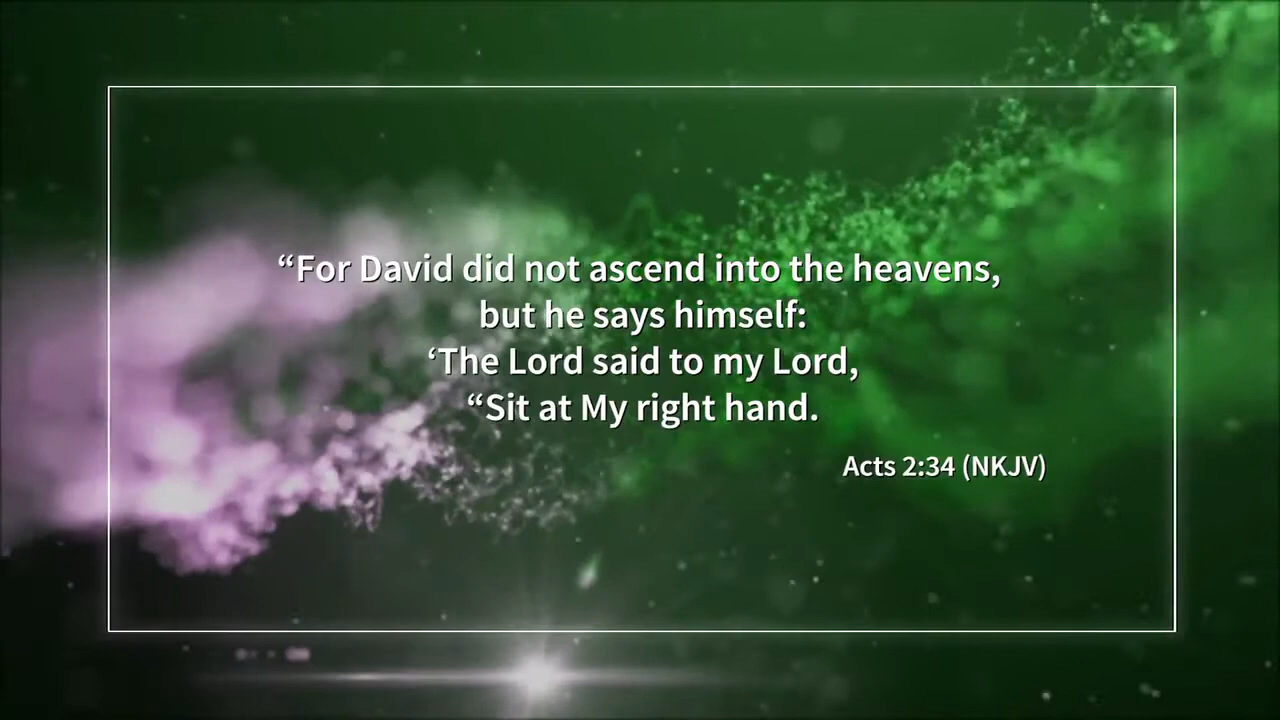 “For David did not ascend into the heavens,
but he says himself:
‘The Lord said to my Lord,
“Sit at My right hand.
Acts 2:34 (NKJV)